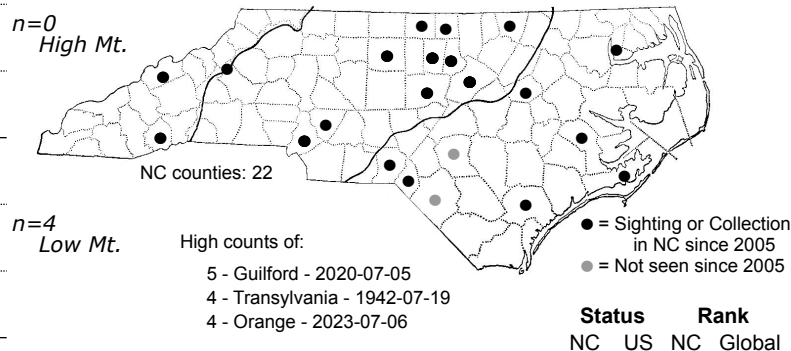 n=0
High Mt.
n=4
Low Mt.
NC counties: 22
High counts of:
5 - Guilford - 2020-07-05
4 - Transylvania - 1942-07-19
4 - Orange - 2023-07-06
● = Sighting or Collection
in NC since 2005
● = Not seen since 2005
Status Rank
NC US NC Global